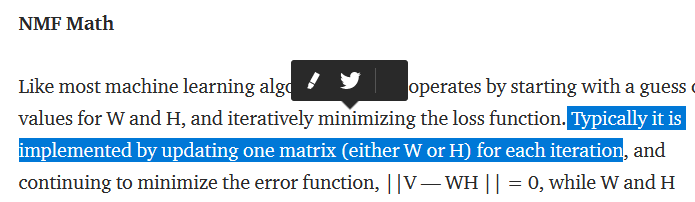 NMF Math
Like most machine learning operates by starting with a guess
values for W and H, and iteratively minimizing the loss function. Typically it is
implemented by updating one matrix (either W or H) for each iteration, and
continuing to minimize the error function, ||V — WH || = 0, while W and H